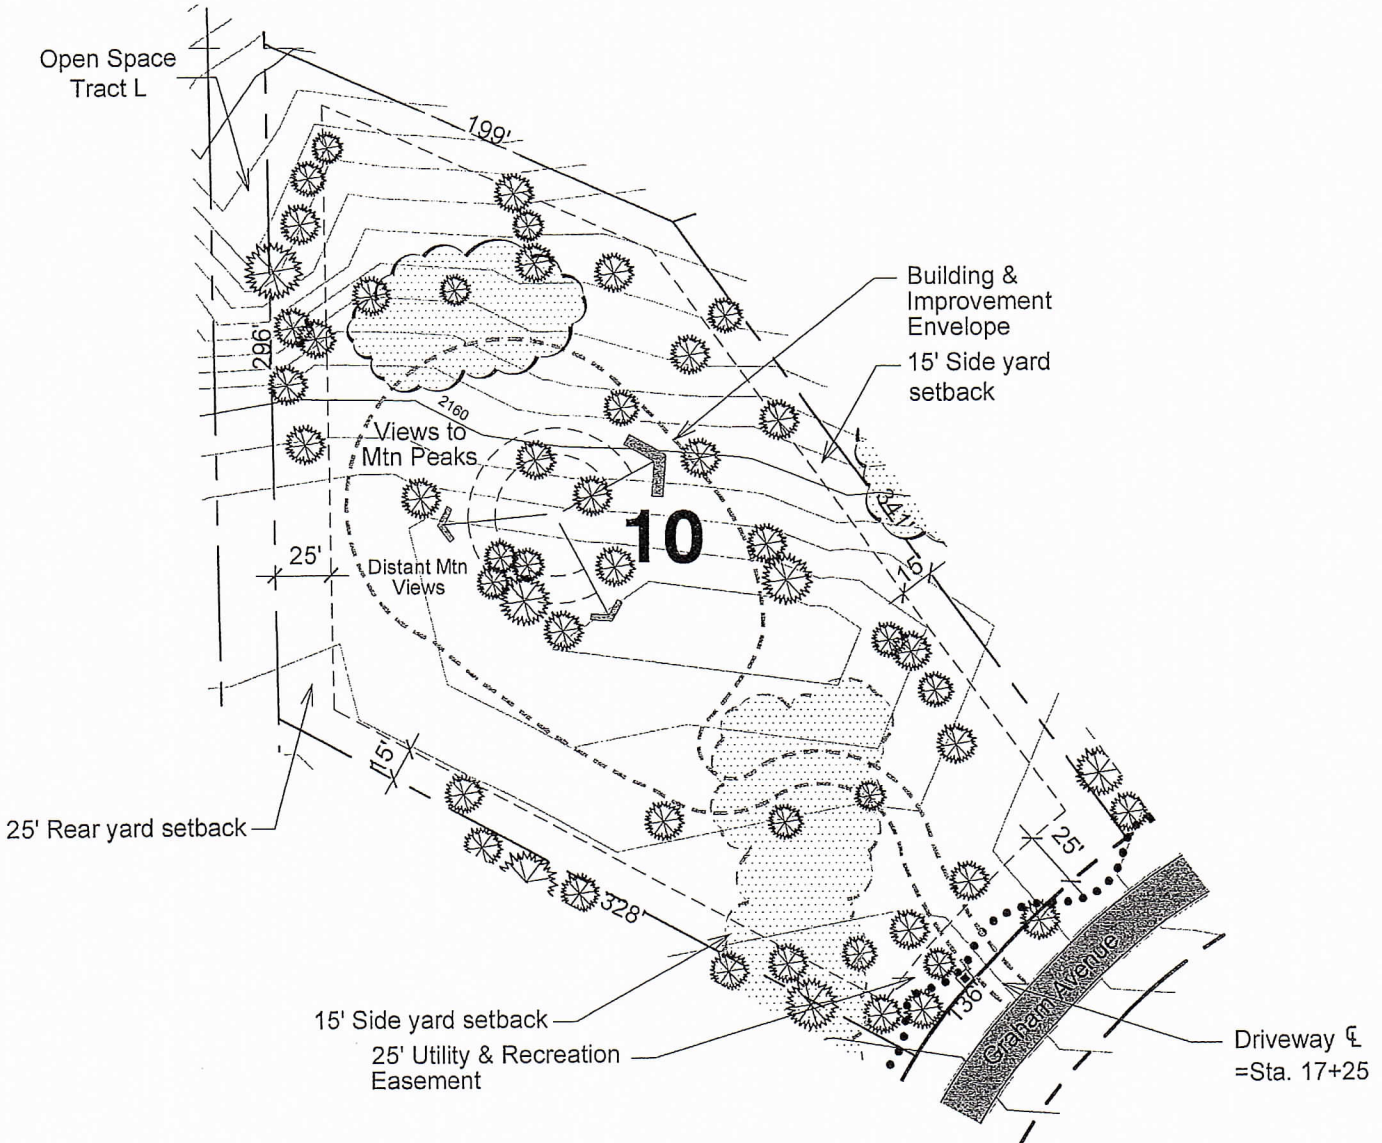 Open Space
Tract L
199'
Building &
Improvement
Envelope
15' Side yard
setback
296'
2160
Views to
Mtn Peaks
341'
10
25'
Distant Mtn
Views
15'
15'
25' Rear yard setback
25'
328'
136'
Graham Avenue
15' Side yard setback
25' Utility & Recreation
Easement
Driveway ℄
=Sta. 17+25